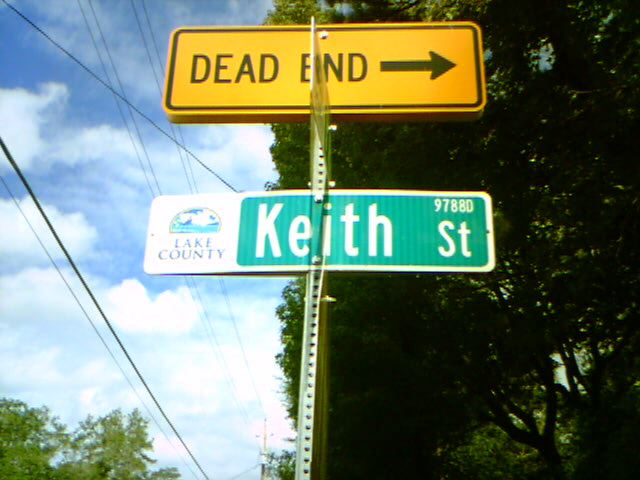 DEAD END
9788D
Keith St
LAKE
COUNTY